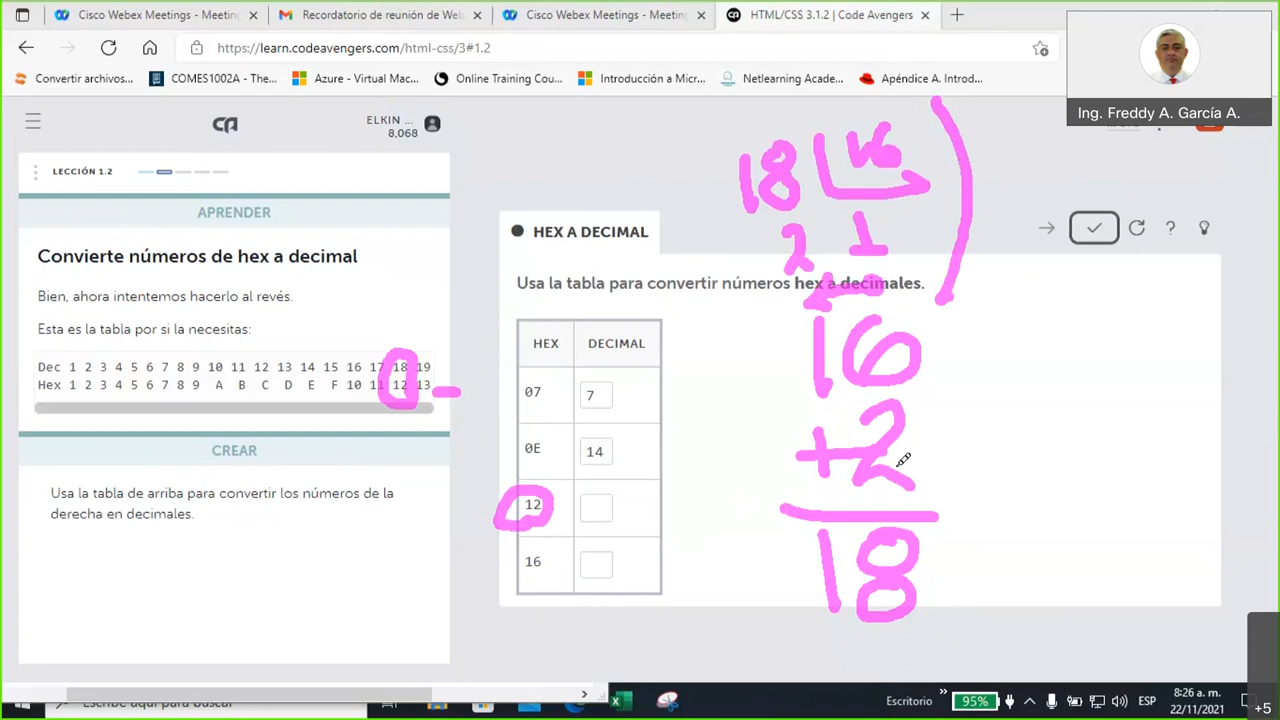 Cisco Webex Meetings - Meeting
Recordatorio de reunión de Web
Cisco Webex Meetings - Meeting
HTML/CSS 3.1.2 | Code Avengers
https://learn.codeavengers.com/html-css/3#1.2
Convertir archivos...
COMES1002A - The...
Azure - Virtual Mac...
Online Training Cou...
Introducción a Micr...
Netlearning Acade...
Apéndice A. Introd...
Ing. Freddy A. García A.
ELKIN ...
8,068
LECCIÓN 1.2
APRENDER
Convierte números de hex a decimal
Bien, ahora intentemos hacerlo al revés.
Esta es la tabla por si la necesitas:
Dec 1 2 3 4 5 6 7 8 9 10 11 12 13 14 15 16 17 18 19
Hex 1 2 3 4 5 6 7 8 9 A B C D E F 10 11 12 13
CREAR
Usa la tabla de arriba para convertir los números de la
derecha en decimales.
HEX A DECIMAL
Usa la tabla para convertir números hex a decimales.
HEX DECIMAL
07 7
0E 14
12
16
18 16
2 1
16
+2
18
Escribe aquí para buscar
Escritorio
95%
ESP
8:26 a. m.
22/11/2021
+5